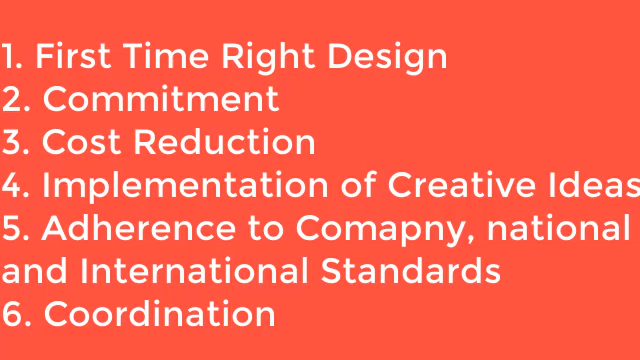 1. First Time Right Design
2. Commitment
3. Cost Reduction
4. Implementation of Creative Ideas
5. Adherence to Comapny, national
and International Standards
6. Coordination